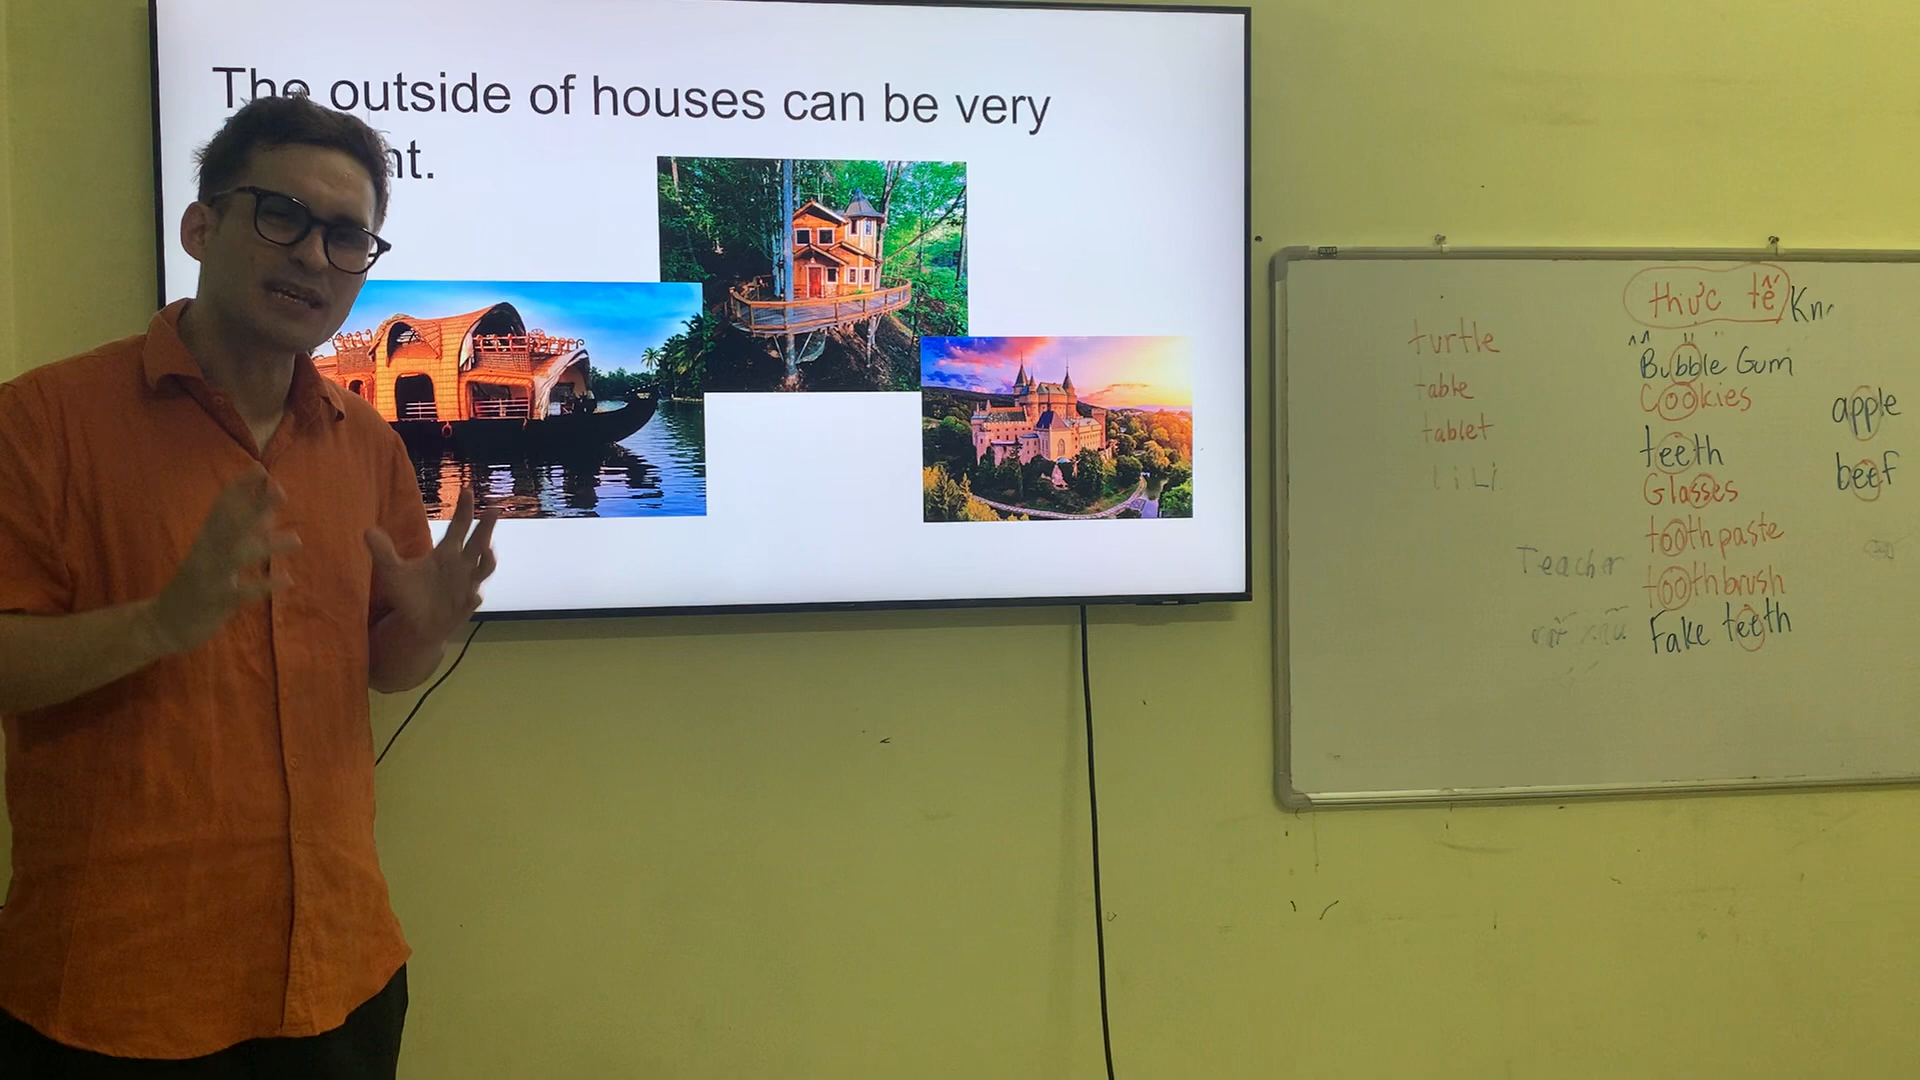 The outside of houses can be very
nt.
thực tế
Kn
turtle
table
tablet
LiLi
Bubble Gum
Cookies
teeth
Glasses
toothpaste
toothbrush
Fake teeth
apple
beef
Teacher